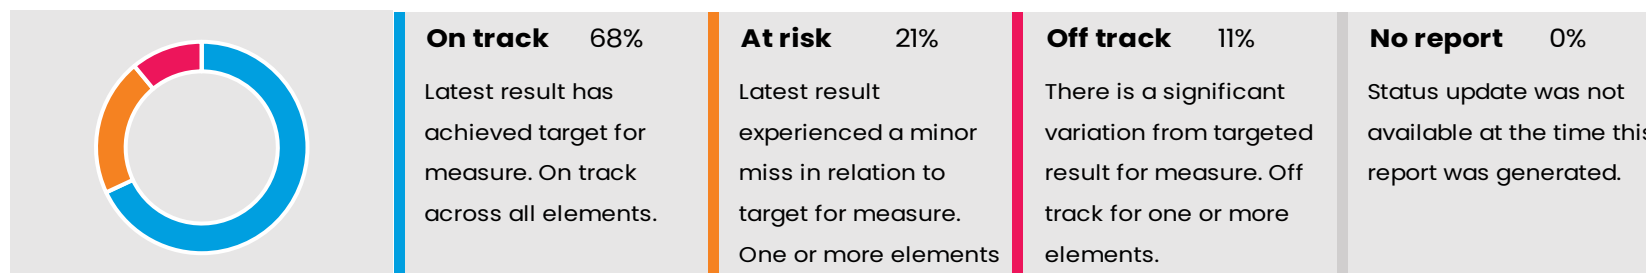 On track 68%
Latest result has
achieved target for
measure. On track
across all elements.
At risk 21%
Latest result
experienced a minor
miss in relation to
target for measure.
One or more elements
Off track 11%
There is a significant
variation from targeted
result for measure. Off
track for one or more
elements.
No report 0%
Status update was not
available at the time this
report was generated.